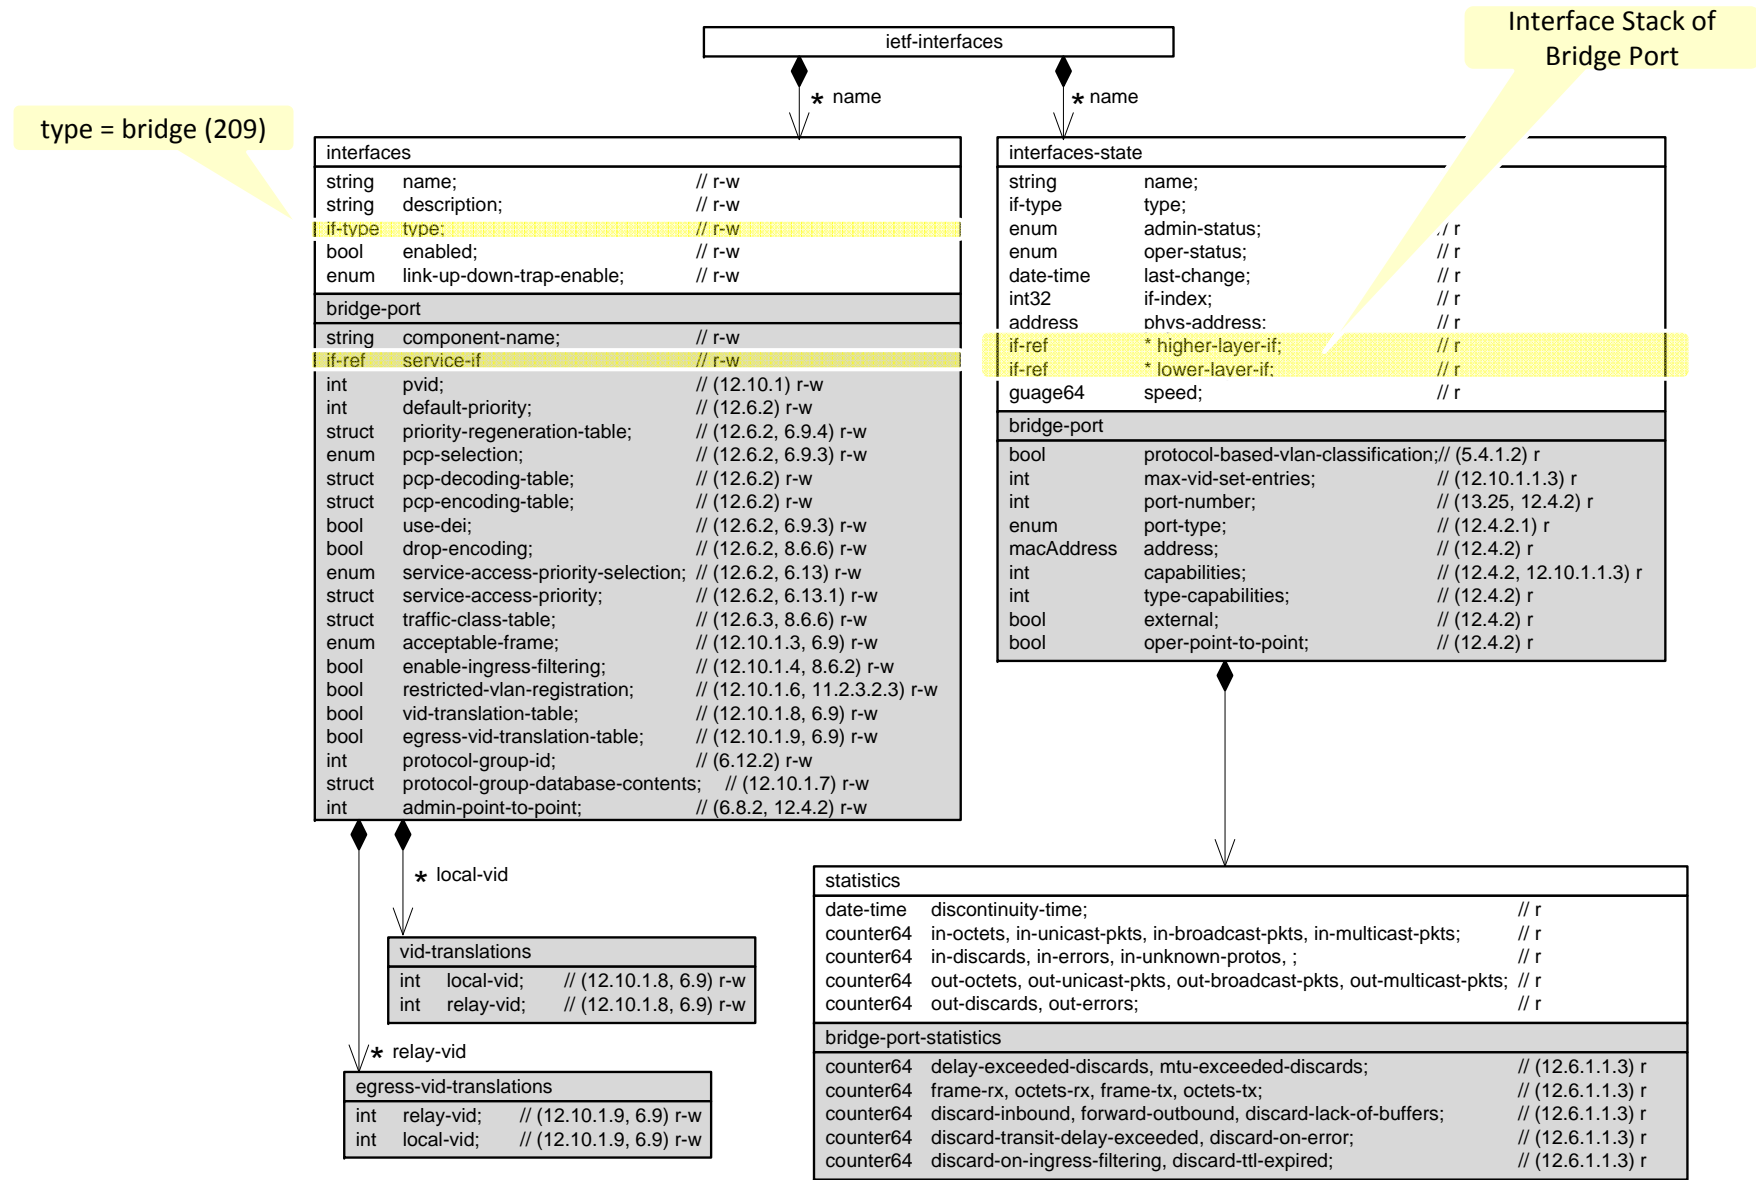 ietf-interfaces
Interface Stack of
Bridge Port
* name
* name
type = bridge (209)
interfaces
string name; // r-w
string description; // r-w
if-type type; // r-w
bool enabled; // r-w
enum link-up-down-trap-enable; // r-w
bridge-port
string component-name; // r-w
if-ref service-if // r-w
int pvid; // (12.10.1) r-w
int default-priority; // (12.6.2) r-w
struct priority-regeneration-table; // (12.6.2, 6.9.4) r-w
enum pcp-selection; // (12.6.2, 6.9.3) r-w
struct pcp-decoding-table; // (12.6.2) r-w
struct pcp-encoding-table; // (12.6.2) r-w
bool use-dei; // (12.6.2, 6.9.3) r-w
bool drop-encoding; // (12.6.2, 8.6.6) r-w
enum service-access-priority-selection; // (12.6.2, 6.13) r-w
struct service-access-priority; // (12.6.2, 6.13.1) r-w
struct traffic-class-table; // (12.6.3, 8.6.6) r-w
enum acceptable-frame; // (12.10.1.3, 6.9) r-w
bool enable-ingress-filtering; // (12.10.1.4, 8.6.2) r-w
bool restricted-vlan-registration; // (12.10.1.6, 11.2.3.2.3) r-w
bool vid-translation-table; // (12.10.1.8, 6.9) r-w
bool egress-vid-translation-table; // (12.10.1.9, 6.9) r-w
int protocol-group-id; // (6.12.2) r-w
struct protocol-group-database-contents; // (12.10.1.7) r-w
int admin-point-to-point; // (6.8.2, 12.4.2) r-w
interfaces-state
string name;
if-type type;
enum admin-status; // r
enum oper-status; // r
date-time last-change; // r
int32 if-index; // r
address phys-address; // r
if-ref * higher-layer-if; // r
if-ref * lower-layer-if; // r
guage64 speed; // r
bridge-port
bool protocol-based-vlan-classification;// (5.4.1.2) r
int max-vid-set-entries; // (12.10.1.1.3) r
int port-number; // (13.25, 12.4.2) r
enum port-type; // (12.4.2.1) r
macAddress address; // (12.4.2) r
int capabilities; // (12.4.2, 12.10.1.1.3) r
int type-capabilities; // (12.4.2) r
bool external; // (12.4.2) r
bool oper-point-to-point; // (12.4.2) r
* local-vid
vid-translations
int local-vid; // (12.10.1.8, 6.9) r-w
int relay-vid; // (12.10.1.8, 6.9) r-w
* relay-vid
egress-vid-translations
int relay-vid; // (12.10.1.9, 6.9) r-w
int local-vid; // (12.10.1.9, 6.9) r-w
statistics
date-time discontinuity-time; // r
counter64 in-octets, in-unicast-pkts, in-broadcast-pkts, in-multicast-pkts; // r
counter64 in-discards, in-errors, in-unknown-protos, ; // r
counter64 out-octets, out-unicast-pkts, out-broadcast-pkts, out-multicast-pkts; // r
counter64 out-discards, out-errors; // r
bridge-port-statistics
counter64 delay-exceeded-discards, mtu-exceeded-discards; // (12.6.1.1.3) r
counter64 frame-rx, octets-rx, frame-tx, octets-tx; // (12.6.1.1.3) r
counter64 discard-inbound, forward-outbound, discard-lack-of-buffers; // (12.6.1.1.3) r
counter64 discard-transit-delay-exceeded, discard-on-error; // (12.6.1.1.3) r
counter64 discard-on-ingress-filtering, discard-ttl-expired; // (12.6.1.1.3) r